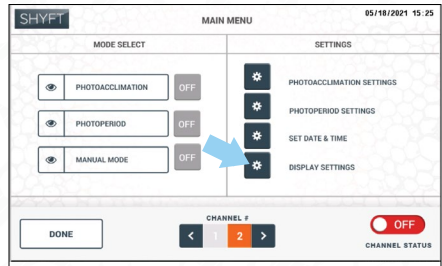 SHYFT
MAIN MENU
05/18/2021 15:25
MODE SELECT
SETTINGS
PHOTOACCLIMATION
OFF
PHOTOPERIOD
OFF
MANUAL MODE
OFF
PHOTOACCLIMATION SETTINGS
PHOTOPERIOD SETTINGS
SET DATE & TIME
DISPLAY SETTINGS
DONE
CHANNEL #
< 1 2 >
OFF
CHANNEL STATUS